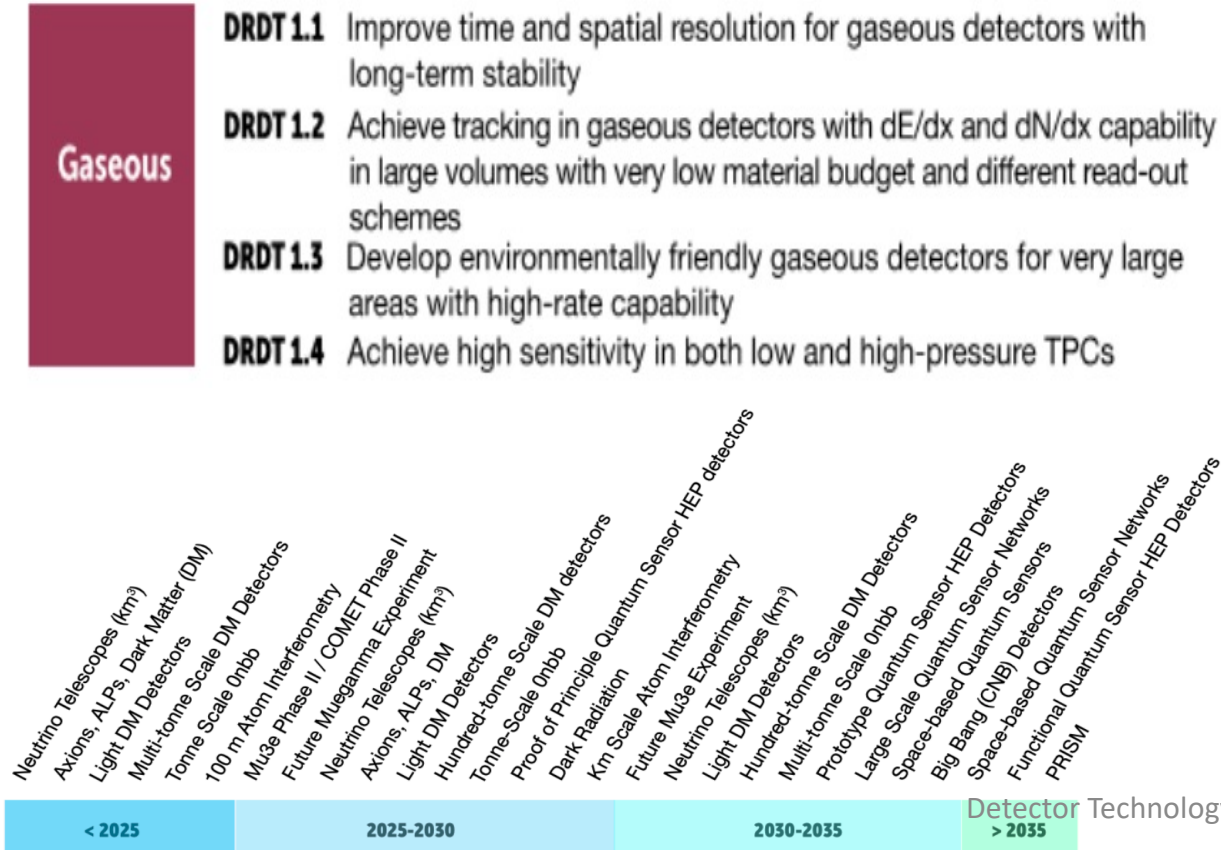 Gaseous
DRDT 1.1 Improve time and spatial resolution for gaseous detectors with
long-term stability
DRDT 1.2 Achieve tracking in gaseous detectors with dE/dx and dN/dx capability
in large volumes with very low material budget and different read-out
schemes
DRDT 1.3 Develop environmentally friendly gaseous detectors for very large
areas with high-rate capability
DRDT 1.4 Achieve high sensitivity in both low and high-pressure TPCs
Neutrino Telescopes (km³)
Axions, ALPs, Dark Matter (DM)
Light DM Detectors
Multi-tonne Scale DM Detectors
Tonne Scale 0nbb
100 m Atom Interferometry
Mu3e Phase II / COMET Phase II
Future Muegamma Experiment
Neutrino Telescopes (km³)
Axions, ALPs, DM
Light DM Detectors
Hundred-tonne Scale DM detectors
Tonne-Scale 0nbb
Proof of Principle Quantum Sensor HEP detectors
Dark Radiation
Km Scale Atom Interferometry
Future Mu3e Experiment
Neutrino Telescopes (km³)
Light DM Detectors
Hundred-tonne Scale DM Detectors
Multi-tonne Scale 0nbb
Prototype Quantum Sensor HEP Detectors
Large Scale Quantum Sensor Networks
Space-based Quantum Sensors
Big Bang (CNB) Detectors
Space-based Quantum Sensor Networks
Functional Quantum Sensor HEP Detectors
PRISM
Detector Technolog
< 2025
2025-2030
2030-2035
> 2035